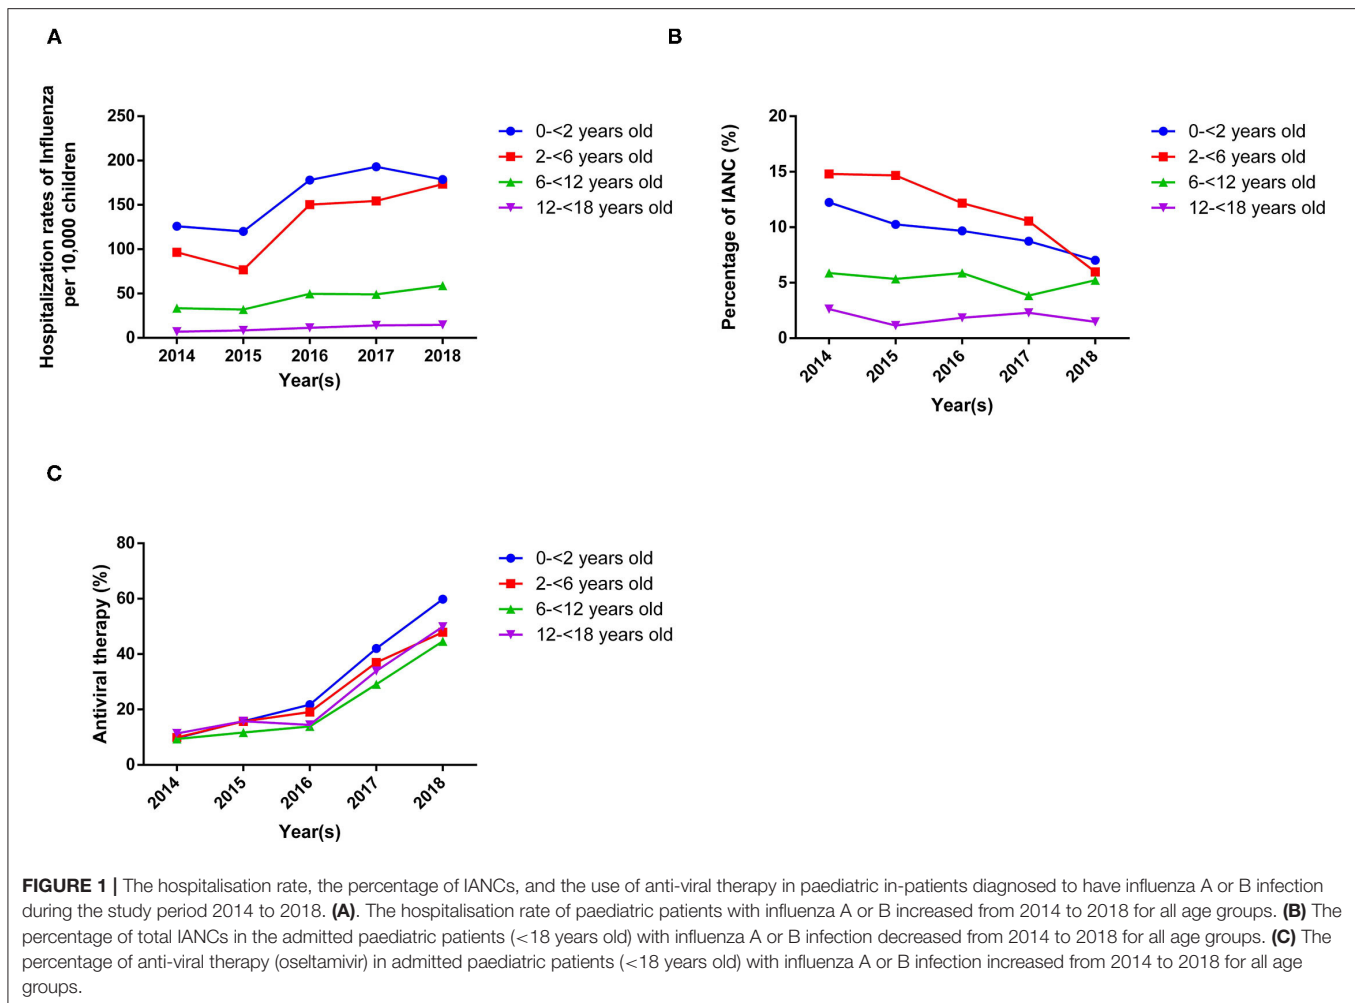 A
Hospitalization rates of Influenza
per 10,000 children
250
200
150
100
50
0
2014 2015 2016 2017 2018
Year(s)
0-<2 years old
2-<6 years old
6-<12 years old
12-<18 years old
B
Percentage of IANC (%)
20
15
10
5
0
2014 2015 2016 2017 2018
Year(s)
0-<2 years old
2-<6 years old
6-<12 years old
12-<18 years old
C
Antiviral therapy (%)
80
60
40
20
0
2014 2015 2016 2017 2018
Year(s)
0-<2 years old
2-<6 years old
6-<12 years old
12-<18 years old
FIGURE 1 | The hospitalisation rate, the percentage of IANCs, and the use of anti-viral therapy in paediatric in-patients diagnosed to have influenza A or B infection
during the study period 2014 to 2018. (A). The hospitalisation rate of paediatric patients with influenza A or B increased from 2014 to 2018 for all age groups. (B) The
percentage of total IANCs in the admitted paediatric patients (<18 years old) with influenza A or B infection decreased from 2014 to 2018 for all age groups. (C) The
percentage of anti-viral therapy (oseltamivir) in admitted paediatric patients (<18 years old) with influenza A or B infection increased from 2014 to 2018 for all age
groups.